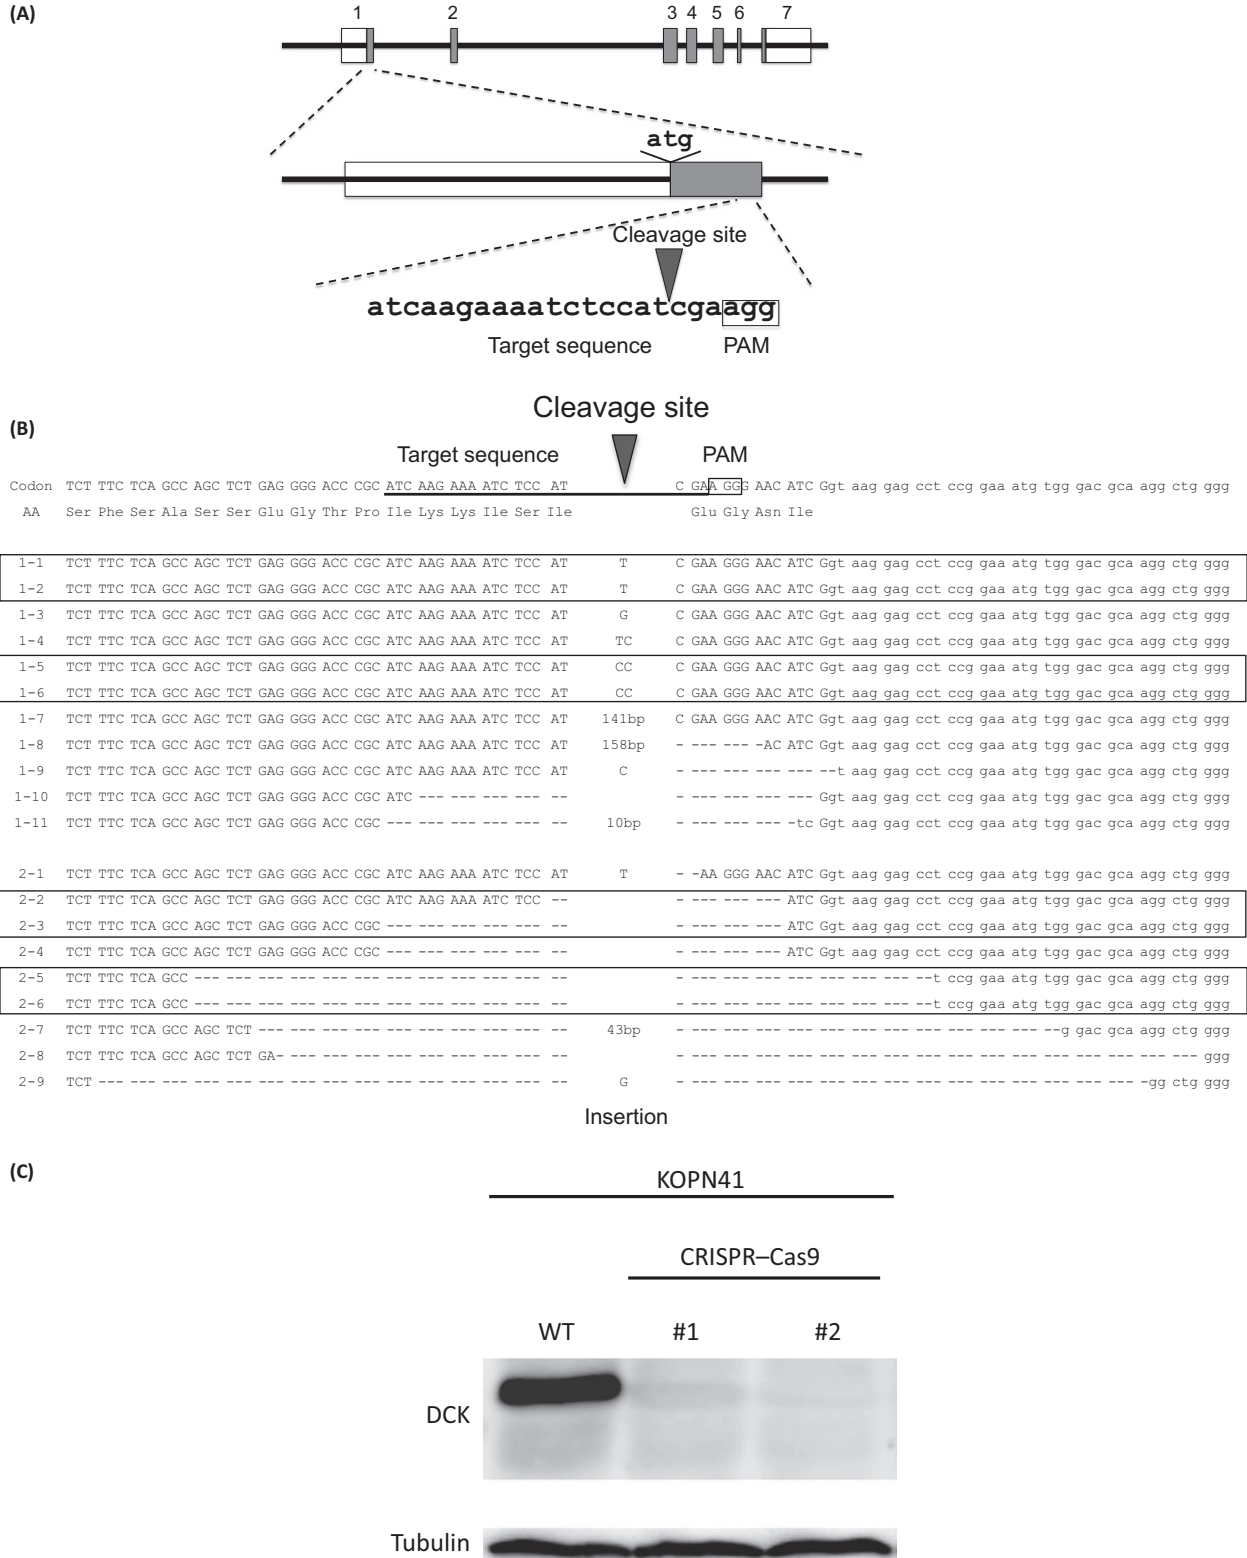 (A)
1 2 3 4 5 6 7
atg
Cleavage site
atcaagaaaatctccatcgaagg
Target sequence PAM
Cleavage site
(B)
Target sequence PAM
Codon TCT TTC TCA GCC AGC TCT GAG GGG ACC CGC ATC AAG AAA ATC TCC AT C GAA GGG AAC ATC Ggt aag gag cct ccg gaa atg tgg gac gca agg ctg ggg
AA Ser Phe Ser Ala Ser Ser Glu Gly Thr Pro Ile Lys Lys Ile Ser Ile Glu Gly Asn Ile
1-1 TCT TTC TCA GCC AGC TCT GAG GGG ACC CGC ATC AAG AAA ATC TCC AT T C GAA GGG AAC ATC Ggt aag gag cct ccg gaa atg tgg gac gca agg ctg ggg
1-2 TCT TTC TCA GCC AGC TCT GAG GGG ACC CGC ATC AAG AAA ATC TCC AT T C GAA GGG AAC ATC Ggt aag gag cct ccg gaa atg tgg gac gca agg ctg ggg
1-3 TCT TTC TCA GCC AGC TCT GAG GGG ACC CGC ATC AAG AAA ATC TCC AT G C GAA GGG AAC ATC Ggt aag gag cct ccg gaa atg tgg gac gca agg ctg ggg
1-4 TCT TTC TCA GCC AGC TCT GAG GGG ACC CGC ATC AAG AAA ATC TCC AT TC C GAA GGG AAC ATC Ggt aag gag cct ccg gaa atg tgg gac gca agg ctg ggg
1-5 TCT TTC TCA GCC AGC TCT GAG GGG ACC CGC ATC AAG AAA ATC TCC AT CC C GAA GGG AAC ATC Ggt aag gag cct ccg gaa atg tgg gac gca agg ctg ggg
1-6 TCT TTC TCA GCC AGC TCT GAG GGG ACC CGC ATC AAG AAA ATC TCC AT CC C GAA GGG AAC ATC Ggt aag gag cct ccg gaa atg tgg gac gca agg ctg ggg
1-7 TCT TTC TCA GCC AGC TCT GAG GGG ACC CGC ATC AAG AAA ATC TCC AT 141bp C GAA GGG AAC ATC Ggt aag gag cct ccg gaa atg tgg gac gca agg ctg ggg
1-8 TCT TTC TCA GCC AGC TCT GAG GGG ACC CGC ATC AAG AAA ATC TCC AT 158bp - --- --- -AC ATC Ggt aag gag cct ccg gaa atg tgg gac gca agg ctg ggg
1-9 TCT TTC TCA GCC AGC TCT GAG GGG ACC CGC ATC AAG AAA ATC TCC AT C - --- --- --- --- --t aag gag cct ccg gaa atg tgg gac gca agg ctg ggg
1-10 TCT TTC TCA GCC AGC TCT GAG GGG ACC CGC ATC --- --- --- --- -- - --- --- --- --- Ggt aag gag cct ccg gaa atg tgg gac gca agg ctg ggg
1-11 TCT TTC TCA GCC AGC TCT GAG GGG ACC CGC --- --- --- --- --- -- 10bp - --- --- --- -tc Ggt aag gag cct ccg gaa atg tgg gac gca agg ctg ggg
2-1 TCT TTC TCA GCC AGC TCT GAG GGG ACC CGC ATC AAG AAA ATC TCC AT T - -AA GGG AAC ATC Ggt aag gag cct ccg gaa atg tgg gac gca agg ctg ggg
2-2 TCT TTC TCA GCC AGC TCT GAG GGG ACC CGC ATC AAG AAA ATC TCC -- - --- --- --- ATC Ggt aag gag cct ccg gaa atg tgg gac gca agg ctg ggg
2-3 TCT TTC TCA GCC AGC TCT GAG GGG ACC CGC --- --- --- --- --- -- - --- --- --- ATC Ggt aag gag cct ccg gaa atg tgg gac gca agg ctg ggg
2-4 TCT TTC TCA GCC AGC TCT GAG GGG ACC CGC --- --- --- --- --- -- - --- --- --- ATC Ggt aag gag cct ccg gaa atg tgg gac gca agg ctg ggg
2-5 TCT TTC TCA GCC --- --- --- --- --- --- --- --- --- --- --- -- - --- --- --- --- --- --- --- --t ccg gaa atg tgg gac gca agg ctg ggg
2-6 TCT TTC TCA GCC --- --- --- --- --- --- --- --- --- --- --- -- - --- --- --- --- --- --- --- --t ccg gaa atg tgg gac gca agg ctg ggg
2-7 TCT TTC TCA GCC AGC TCT --- --- --- --- --- --- --- --- --- -- 43bp - --- --- --- --- --- --- --- --- --- --- --- --g gac gca agg ctg ggg
2-8 TCT TTC TCA GCC AGC TCT GA- --- --- --- --- --- --- --- --- -- - --- --- --- --- --- --- --- --- --- --- --- --- --- --- --- --- ggg
2-9 TCT --- --- --- --- --- --- --- --- --- --- --- --- --- --- -- G - --- --- --- --- --- --- --- --- --- --- --- --- --- --- -gg ctg ggg
Insertion
(C)
KOPN41
CRISPR–Cas9
WT #1 #2
DCK
Tubulin